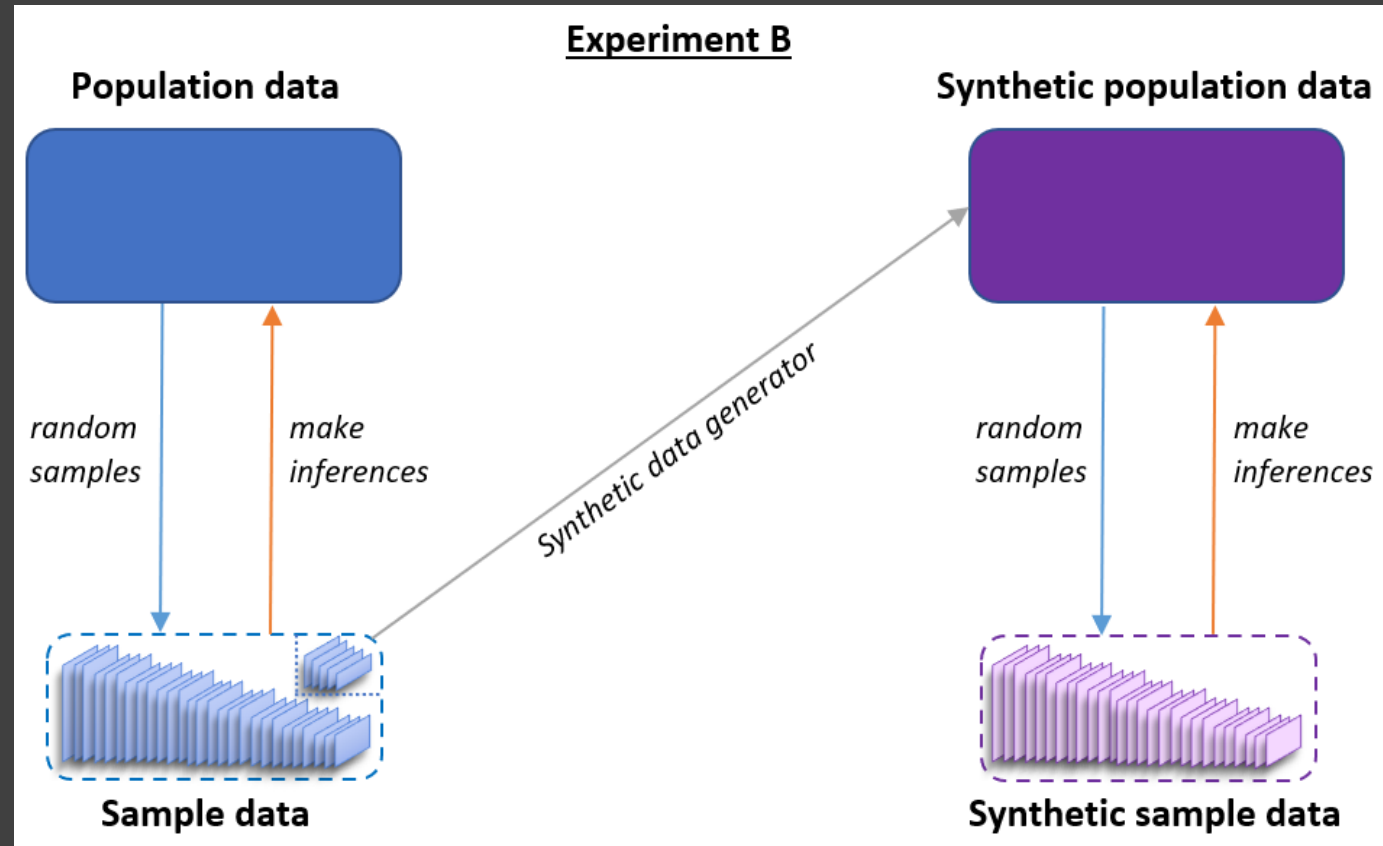 Experiment B
Population data
Synthetic population data
random
samples
make
inferences
Synthetic data generator
random
samples
make
inferences
Sample data
Synthetic sample data